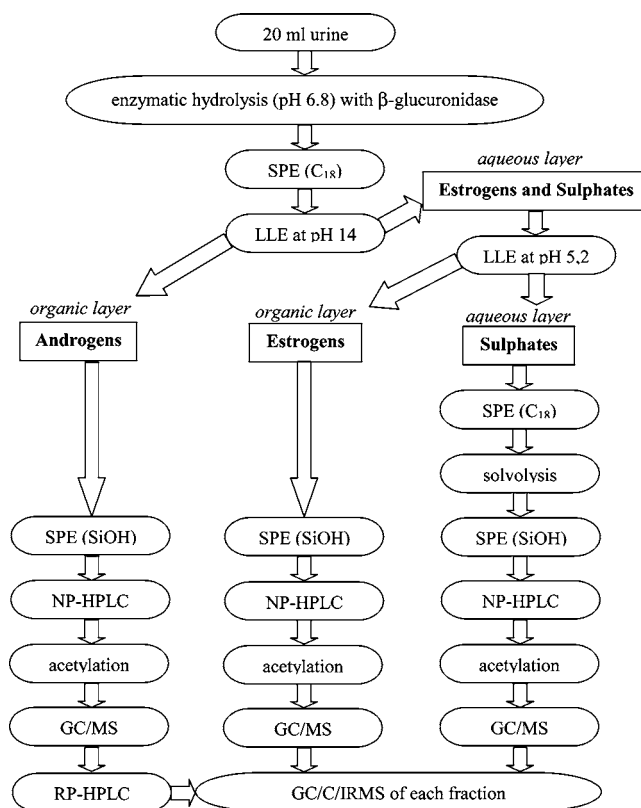 20 ml urine
enzymatic hydrolysis (pH 6.8) with β-glucuronidase
SPE (C18)
aqueous layer
Estrogens and Sulphates
LLE at pH 14
LLE at pH 5,2
organic layer
Androgens
organic layer
Estrogens
aqueous layer
Sulphates
SPE (C18)
solvolysis
SPE (SiOH)
SPE (SiOH)
SPE (SiOH)
NP-HPLC
NP-HPLC
NP-HPLC
acetylation
acetylation
acetylation
GC/MS
GC/MS
GC/MS
RP-HPLC
GC/C/IRMS of each fraction